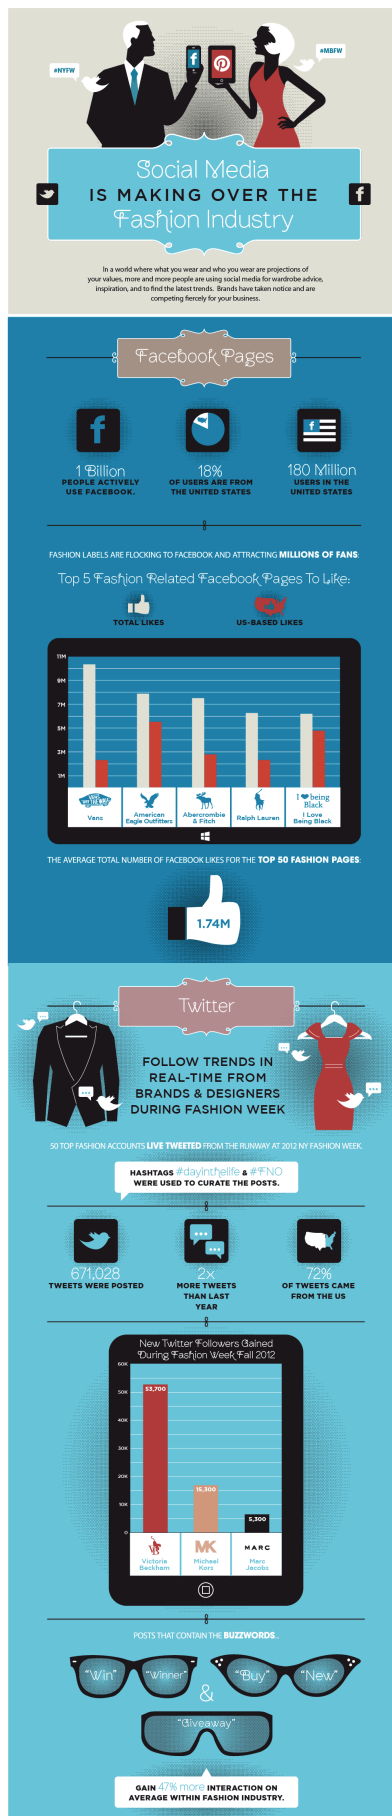 #NYFW
#MBFW
Social Media
IS MAKING OVER THE
Fashion Industry
In a world where what you wear and who you wear are projections of
your values, more and more people are using social media for wardrobe advice,
inspiration, and to find the latest trends. Brands have taken notice and are
competing fiercely for your business.
Facebook Pages
1 Billion
PEOPLE ACTIVELY
USE FACEBOOK.
18%
OF USERS ARE FROM
THE UNITED STATES
180 Million
USERS IN THE
UNITED STATES
FASHION LABELS ARE FLOCKING TO FACEBOOK AND ATTRACTING MILLIONS OF FANS:
Top 5 Fashion Related Facebook Pages To Like:
TOTAL LIKES
US-BASED LIKES
11M
9M
7M
5M
3M
1M
Vans
American
Eagle Outfitters
Abercrombie
& Fitch
Ralph Lauren
I ❤ being
Black
I Love
Being Black
THE AVERAGE TOTAL NUMBER OF FACEBOOK LIKES FOR THE TOP 50 FASHION PAGES:
1.74M
Twitter
FOLLOW TRENDS IN
REAL-TIME FROM
BRANDS & DESIGNERS
DURING FASHION WEEK
50 TOP FASHION ACCOUNTS LIVE TWEETED FROM THE RUNWAY AT 2012 NY FASHION WEEK.
HASHTAGS #dayinthelife & #FNO
WERE USED TO CURATE THE POSTS.
671,028
TWEETS WERE POSTED
2x
MORE TWEETS
THAN LAST
YEAR
72%
OF TWEETS CAME
FROM THE US
New Twitter Followers Gained
During Fashion Week Fall 2012
60K
50K
30K
20K
10K
0
53,700
15,300
5,300
Victoria
Beckham
MK
Michael
Kors
MARC
Marc
Jacobs
POSTS THAT CONTAIN THE BUZZWORDS...
"Win" "Winner"
&
"Buy" "New"
"Giveaway"
GAIN 47% more INTERACTION ON
AVERAGE WITHIN FASHION INDUSTRY.